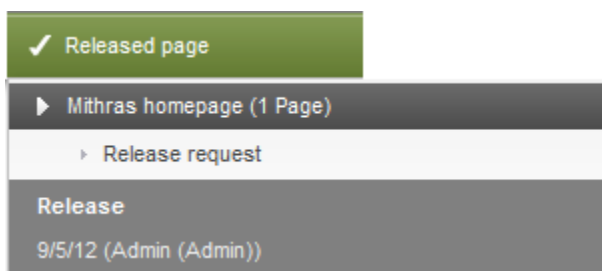 Released page
Mithras homepage (1 Page)
Release request
Release
9/5/12 (Admin (Admin))